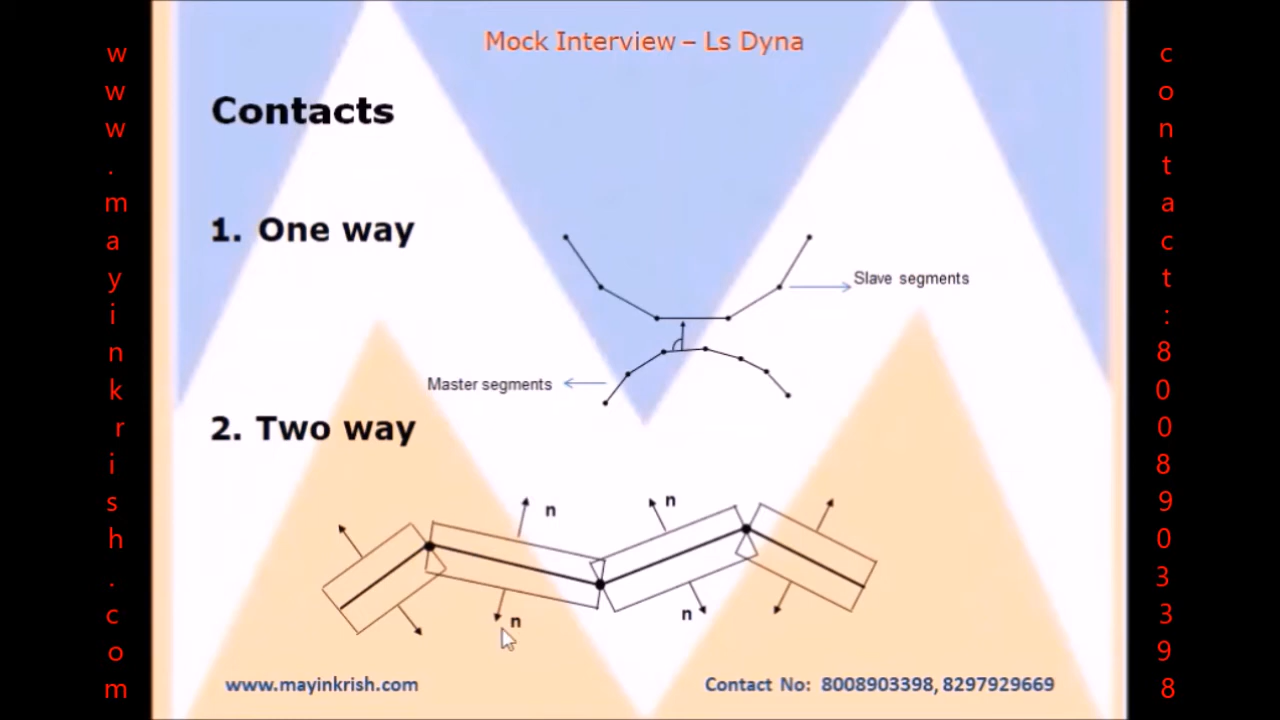 Mock Interview – Ls Dyna
Contacts
1. One way
Slave segments
Master segments
2. Two way
n
n
n
n
www.mayinkrish.com
Contact No: 8008903398, 8297929669
www.mayinkrish.com
contact:8008903398